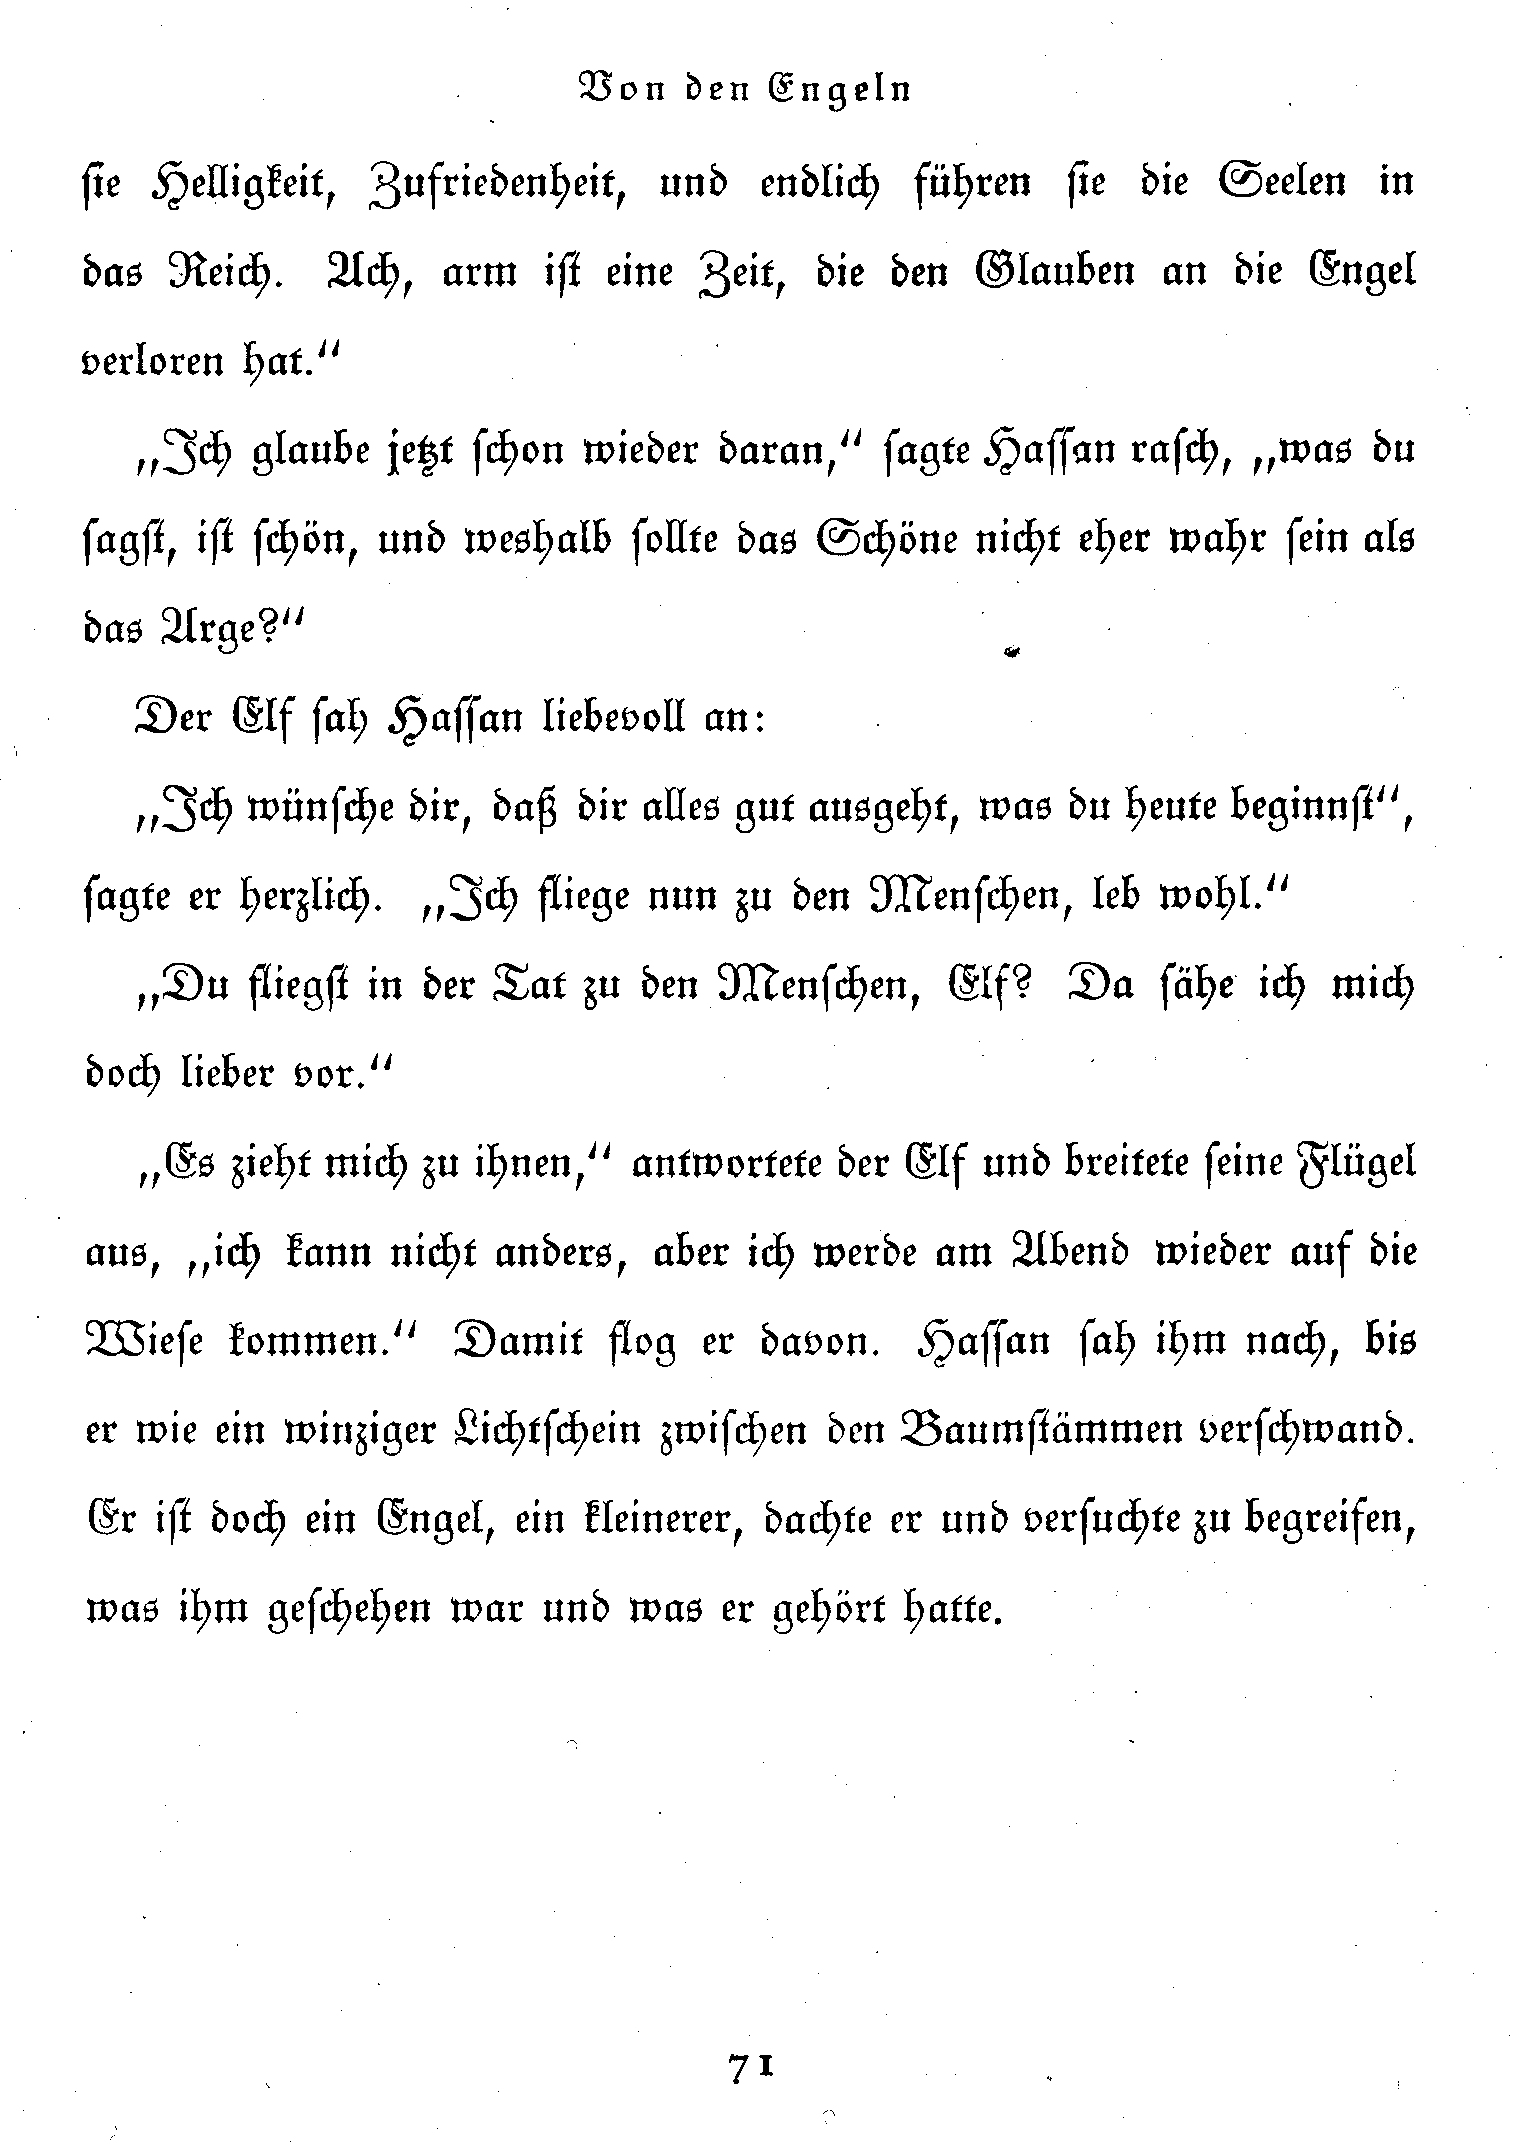 Von den Engeln
sie Helligkeit, Zufriedenheit, und endlich führen sie die Seelen in
das Reich. Ach, arm ist eine Zeit, die den Glauben an die Engel
verloren hat.“
„Ich glaube jetzt schon wieder daran,“ sagte Hassan rasch, „was du
sagst, ist schön, und weshalb sollte das Schöne nicht eher wahr sein als
das Arge?“
Der Elf sah Hassan liebevoll an:
„Ich wünsche dir, daß dir alles gut ausgeht, was du heute beginnst“,
sagte er herzlich. „Ich fliege nun zu den Menschen, leb wohl.“
„Du fliegst in der Tat zu den Menschen, Elf? Da sähe ich mich
doch lieber vor.“
„Es zieht mich zu ihnen,“ antwortete der Elf und breitete seine Flügel
aus, „ich kann nicht anders, aber ich werde am Abend wieder auf die
Wiese kommen.“ Damit flog er davon. Hassan sah ihm nach, bis
er wie ein winziger Lichtschein zwischen den Baumstämmen verschwand.
Er ist doch ein Engel, ein kleinerer, dachte er und versuchte zu begreifen,
was ihm geschehen war und was er gehört hatte.
71